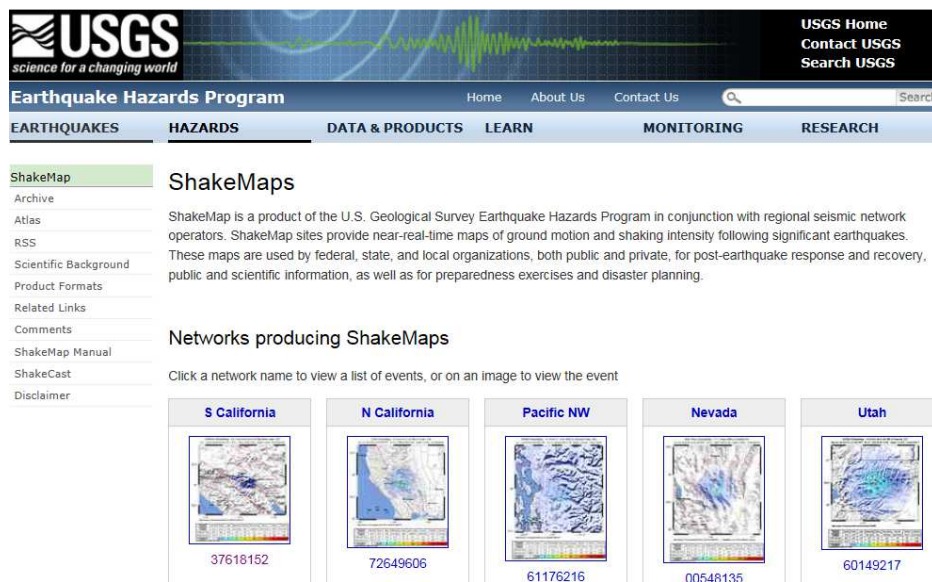 USGS
science for a changing world
USGS Home
Contact USGS
Search USGS
Earthquake Hazards Program
Home About Us Contact Us Search
EARTHQUAKES HAZARDS DATA & PRODUCTS LEARN MONITORING RESEARCH
ShakeMap
Archive
Atlas
RSS
Scientific Background
Product Formats
Related Links
Comments
ShakeMap Manual
ShakeCast
Disclaimer
ShakeMaps
ShakeMap is a product of the U.S. Geological Survey Earthquake Hazards Program in conjunction with regional seismic network
operators. ShakeMap sites provide near-real-time maps of ground motion and shaking intensity following significant earthquakes.
These maps are used by federal, state, and local organizations, both public and private, for post-earthquake response and recovery,
public and scientific information, as well as for preparedness exercises and disaster planning.
Networks producing ShakeMaps
Click a network name to view a list of events, or on an image to view the event
S California N California Pacific NW Nevada Utah
37618152 72649606 61176216 00548135 60149217